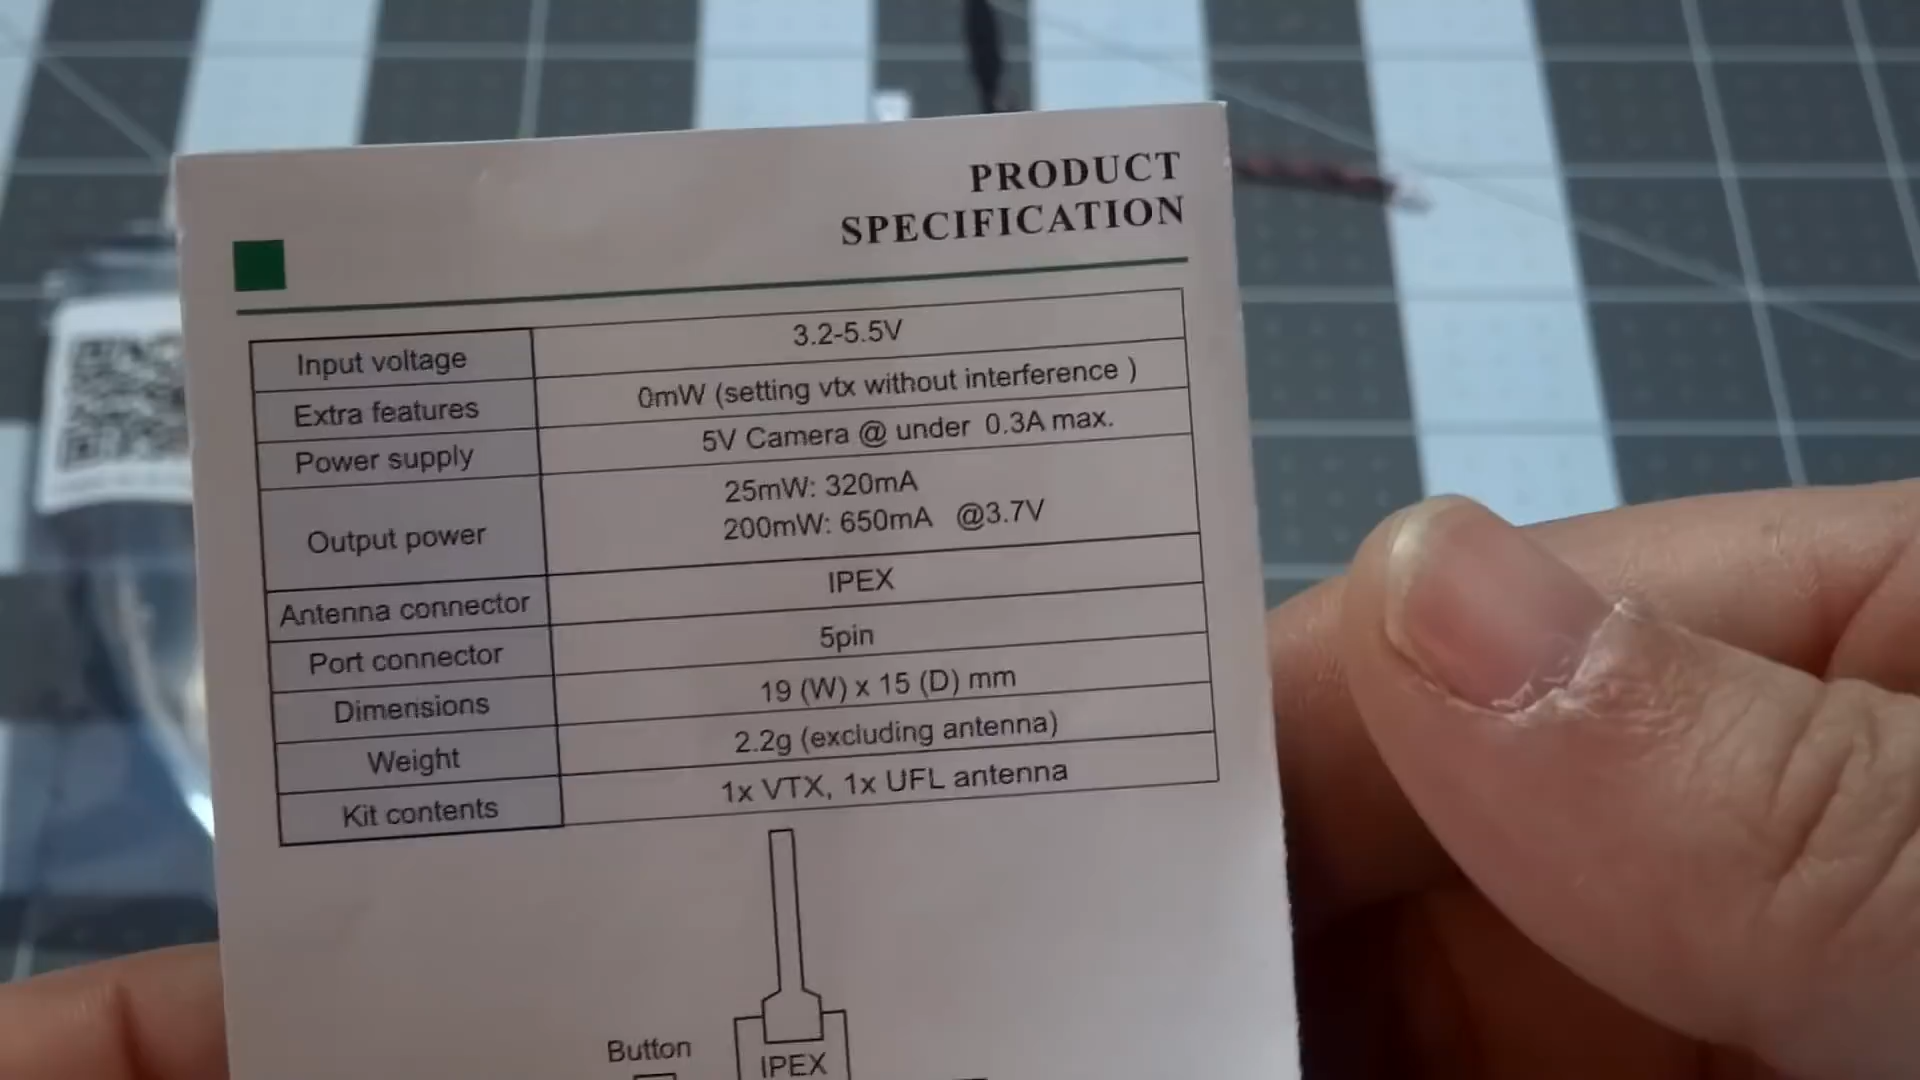 PRODUCT
SPECIFICATION
Input voltage 3.2-5.5V
Extra features 0mW (setting vtx without interference )
Power supply 5V Camera @ under 0.3A max.
Output power 25mW: 320mA
200mW: 650mA @3.7V
Antenna connector IPEX
Port connector 5pin
Dimensions 19 (W) x 15 (D) mm
Weight 2.2g (excluding antenna)
Kit contents 1x VTX, 1x UFL antenna
Button
IPEX